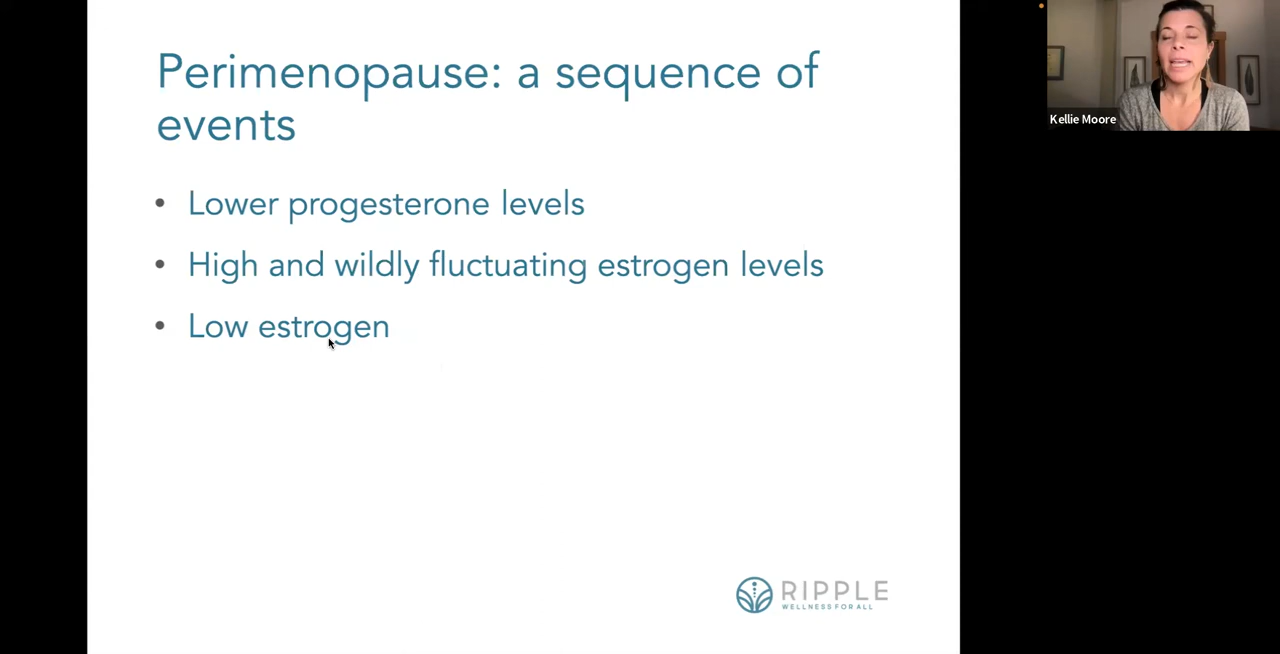 Perimenopause: a sequence of
events
• Lower progesterone levels
• High and wildly fluctuating estrogen levels
• Low estrogen
RIPPLE
WELLNESS FOR ALL
Kellie Moore